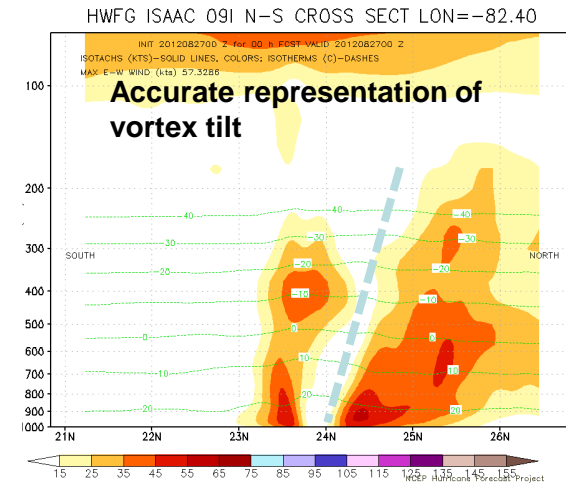 HWFG ISAAC 09I N-S CROSS SECT LON=-82.40
INIT 2012082700 Z for 00 h FCST VALID 2012082700 Z
ISOTACHS (KTS)-SOLID LINES, COLORS; ISOTHERMS (C)-DASHES
MAX E-W WIND (kts) 57.3286
Accurate representation of
vortex tilt
100
200
300
400
500
600
700
800
900
1000
SOUTH
NORTH
-40 -40 -40
-30 -30 -30
-20 -20 -20
-10 -10 -10
0 0 0
10 10 10
20 20 20
21N 22N 23N 24N 25N 26N
15 25 35 45 55 65 75 85 95 105 115 125 135 145 155
NCEP Hurricane Forecast Project